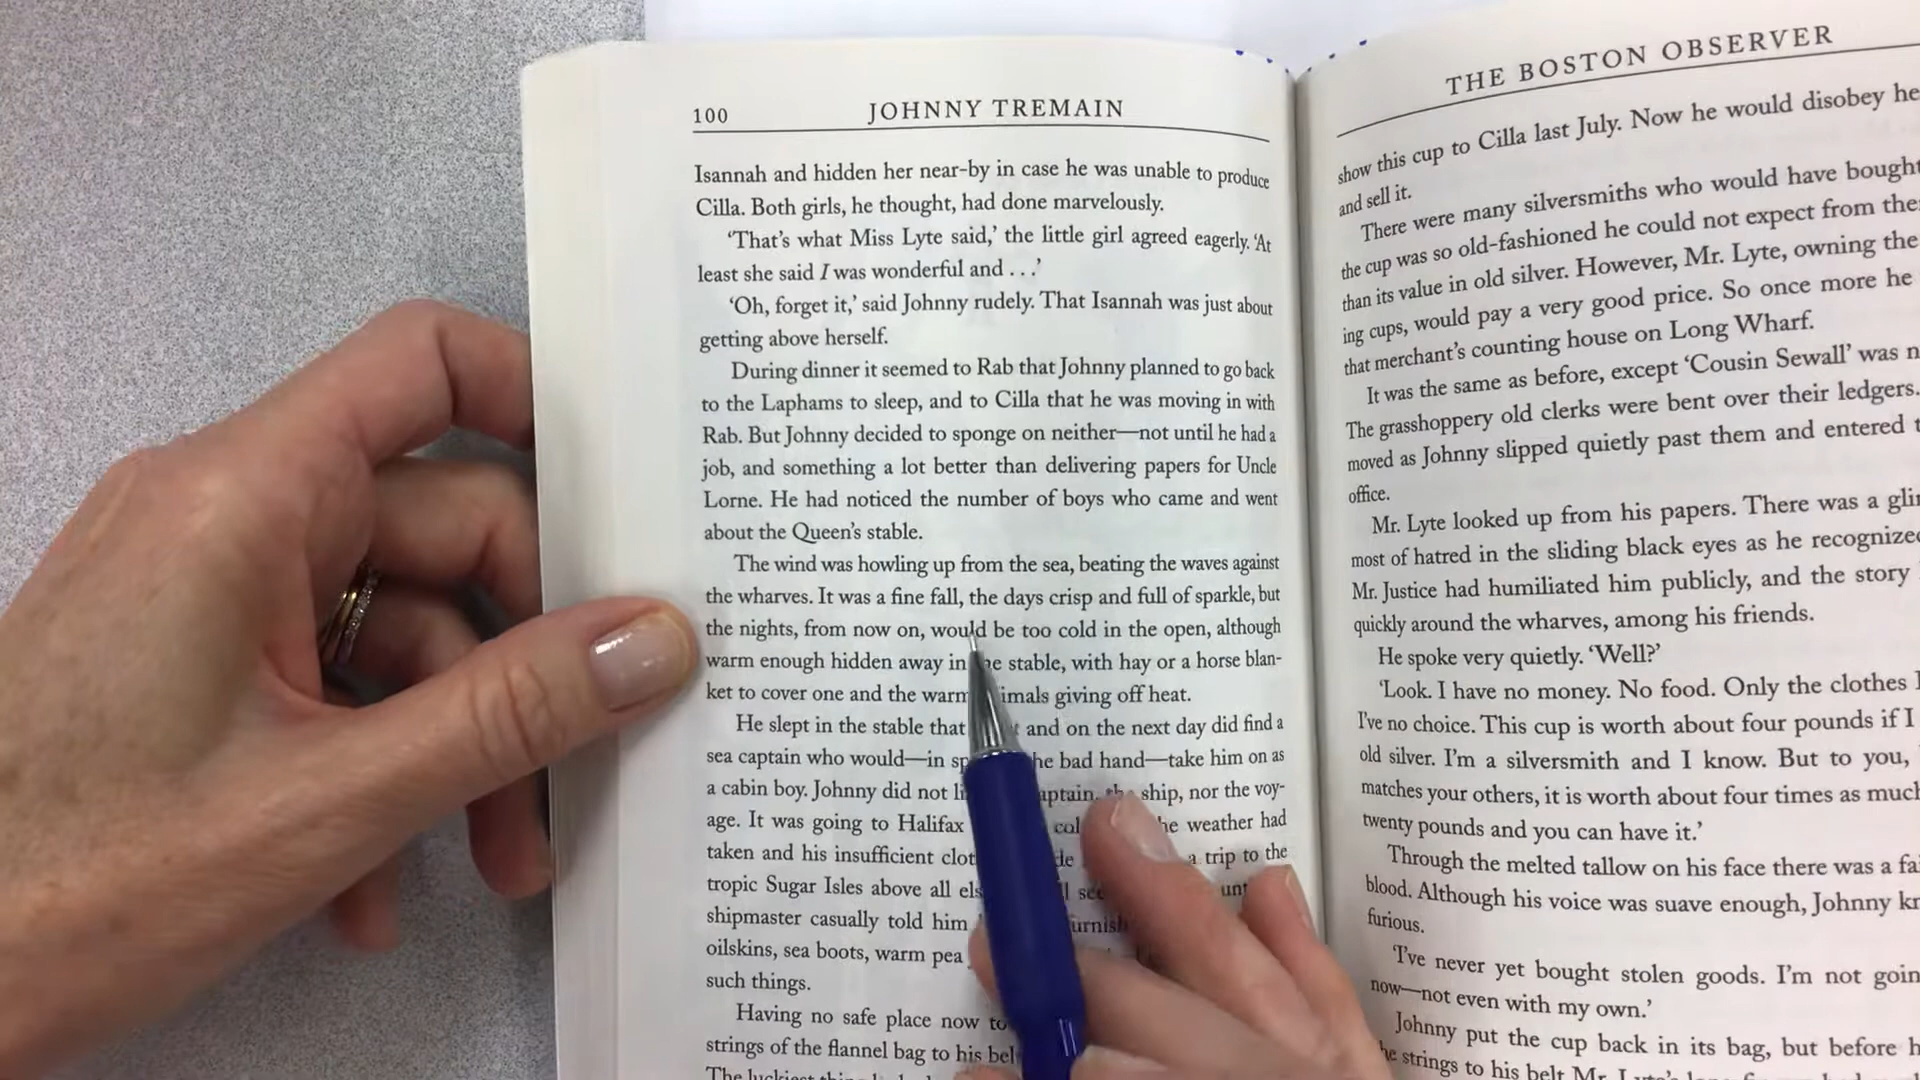 100
JOHNNY TREMAIN
Isannah and hidden her near-by in case he was unable to produce
Cilla. Both girls, he thought, had done marvelously.
‘That’s what Miss Lyte said,’ the little girl agreed eagerly. ‘At
least she said I was wonderful and . . .’
‘Oh, forget it,’ said Johnny rudely. That Isannah was just about
getting above herself.
During dinner it seemed to Rab that Johnny planned to go back
to the Laphams to sleep, and to Cilla that he was moving in with
Rab. But Johnny decided to sponge on neither—not until he had a
job, and something a lot better than delivering papers for Uncle
Lorne. He had noticed the number of boys who came and went
about the Queen’s stable.
The wind was howling up from the sea, beating the waves against
the wharves. It was a fine fall, the days crisp and full of sparkle, but
the nights, from now on, would be too cold in the open, although
warm enough hidden away in stable, with hay or a horse blan-
ket to cover one and the warm giving off heat.
He slept in the stable that and on the next day did find a
sea captain who would—in bad hand—take him on as
a cabin boy. Johnny did not ship, nor the voy-
age. It was going to Halifax weather had
taken and his insufficient a trip to the
tropic Sugar Isles above all
shipmaster casually told him
oilskins, sea boots, warm pea
such things.
Having no safe place now to
strings of the flannel bag to his
The luckiest
THE BOSTON OBSERVER
show this cup to Cilla last July. Now he would disobey
and sell it.
There were many silversmiths who would have bought
the cup was so old-fashioned he could not expect from
than its value in old silver. However, Mr. Lyte, owning the
ing cups, would pay a very good price. So once more he
that merchant’s counting house on Long Wharf.
It was the same as before, except ‘Cousin Sewall’ was
The grasshoppery old clerks were bent over their ledgers.
moved as Johnny slipped quietly past them and entered
office.
Mr. Lyte looked up from his papers. There was a
most of hatred in the sliding black eyes as he
Mr. Justice had humiliated him publicly, and the story
quickly around the wharves, among his friends.
He spoke very quietly. ‘Well?’
‘Look. I have no money. No food. Only the clothes
I’ve no choice. This cup is worth about four pounds if I
old silver. I’m a silversmith and I know. But to you,
matches your others, it is worth about four times as much
twenty pounds and you can have it.’
Through the melted tallow on his face there was a
blood. Although his voice was suave enough, Johnny
furious.
‘I’ve never yet bought stolen goods. I’m not
now—not even with my own.’
Johnny put the cup back in its bag, but before
strings to his belt Mr. Lyte’s